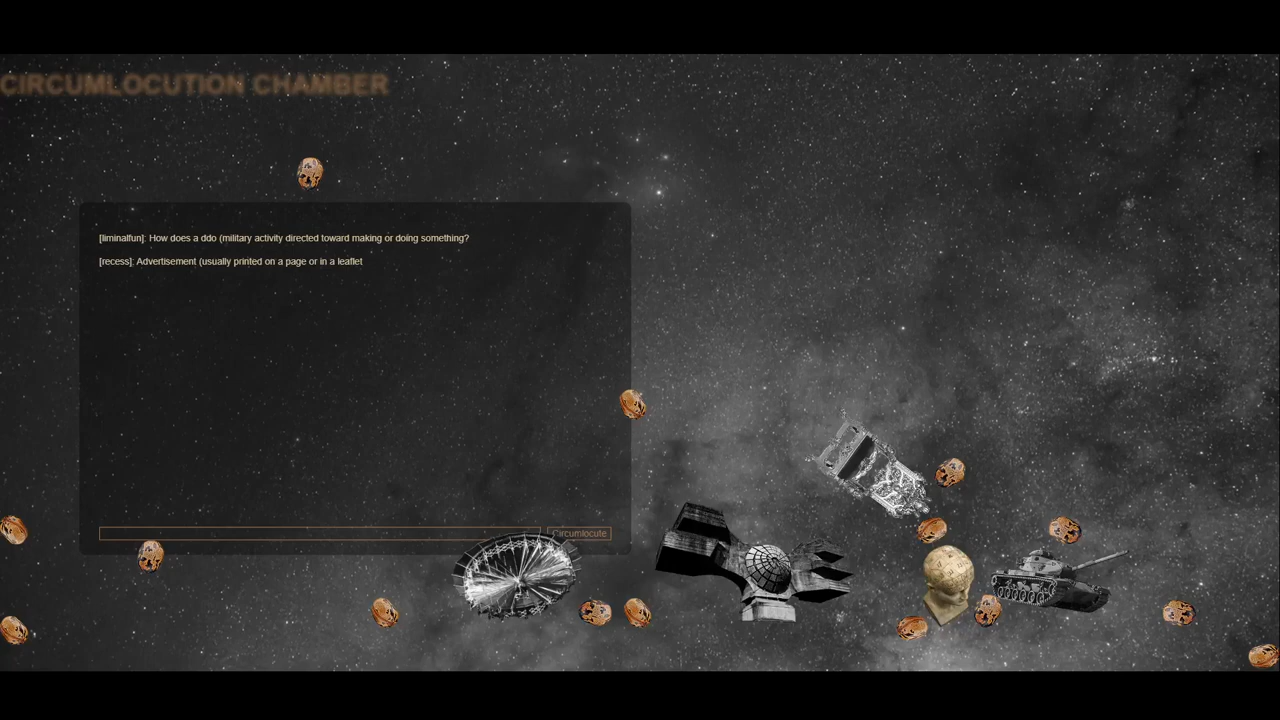 CIRCUMLOCUTION CHAMBER
[liminalfun]: How does a ddo (military activity directed toward making or doing something?
[recess]: Advertisement (usually printed on a page or in a leaflet
Circumlocute